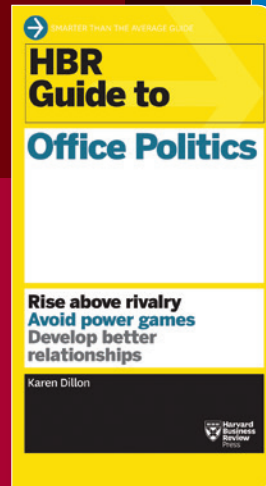 SMARTER THAN THE AVERAGE GUIDE
HBR
Guide to
Office Politics
Rise above rivalry
Avoid power games
Develop better
relationships
Karen Dillon
Harvard
Business
Review
Press